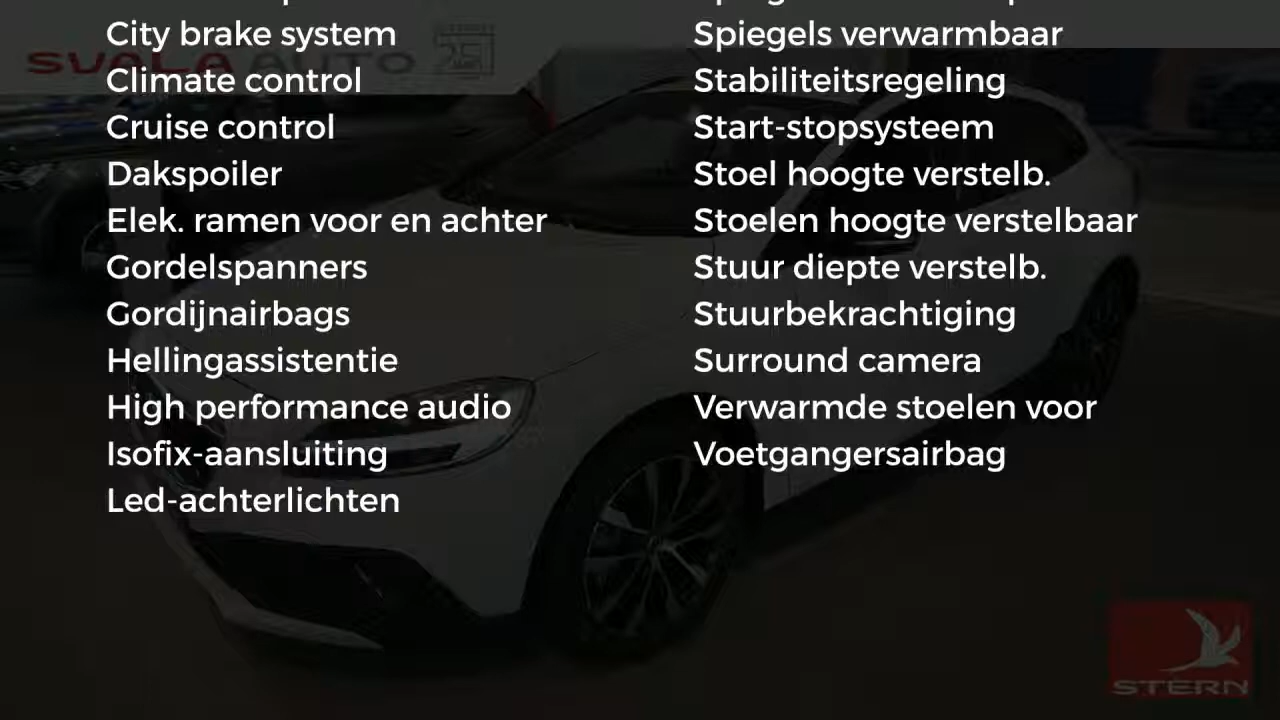 City brake system
Climate control
Cruise control
Dakspoiler
Elek. ramen voor en achter
Gordelspanners
Gordijnairbags
Hellingassistentie
High performance audio
Isofix-aansluiting
Led-achterlichten
Spiegels verwarmbaar
Stabiliteitsregeling
Start-stopsysteem
Stoel hoogte verstelb.
Stoelen hoogte verstelbaar
Stuur diepte verstelb.
Stuurbekrachtiging
Surround camera
Verwarmde stoelen voor
Voetgangersairbag
SVALA AUTO
STERN